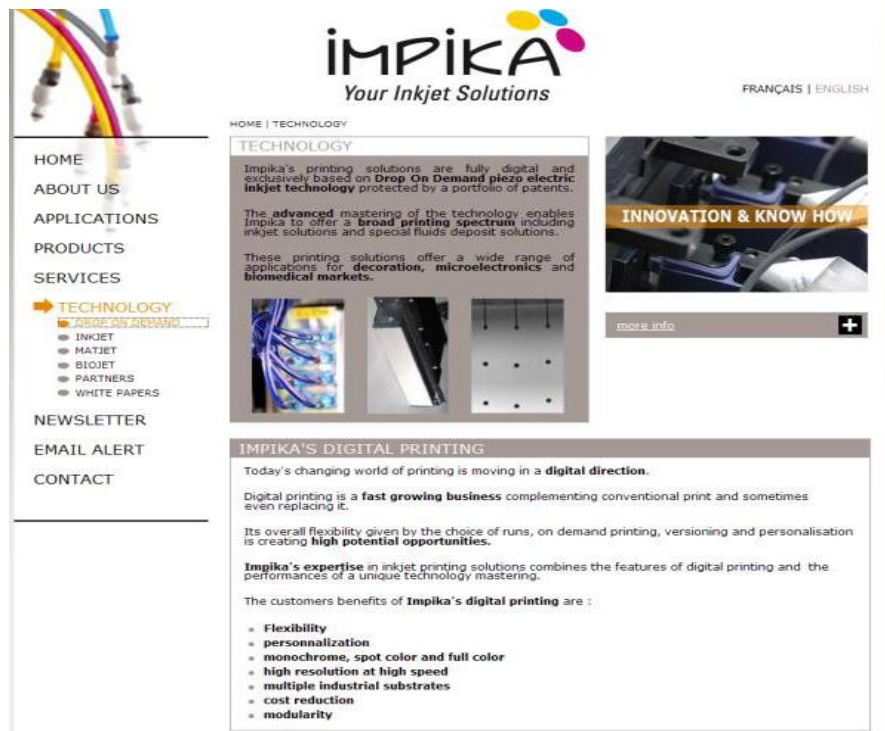 iMPiKA
Your Inkjet Solutions
FRANÇAIS | ENGLISH
HOME | TECHNOLOGY
HOME
ABOUT US
APPLICATIONS
PRODUCTS
SERVICES
TECHNOLOGY
DROP ON DEMAND
INKJET
MATJET
BIOJET
PARTNERS
WHITE PAPERS
NEWSLETTER
EMAIL ALERT
CONTACT
TECHNOLOGY
Impika's printing solutions are fully digital and
exclusively based on Drop On Demand piezo electric
inkjet technology protected by a portfolio of patents.
The advanced mastering of the technology enables
Impika to offer a broad printing spectrum including
inkjet solutions and special fluids deposit solutions.
These printing solutions offer a wide range of
applications for decoration, microelectronics and
biomedical markets.
INNOVATION & KNOW HOW
more info
IMPIKA'S DIGITAL PRINTING
Today's changing world of printing is moving in a digital direction.
Digital printing is a fast growing business complementing conventional print and sometimes
even replacing it.
Its overall flexibility given by the choice of runs, on demand printing, versioning and personalisation
is creating high potential opportunities.
Impika's expertise in inkjet printing solutions combines the features of digital printing and the
performances of a unique technology mastering.
The customers benefits of Impika's digital printing are :
Flexibility
personnalization
monochrome, spot color and full color
high resolution at high speed
multiple industrial substrates
cost reduction
modularity